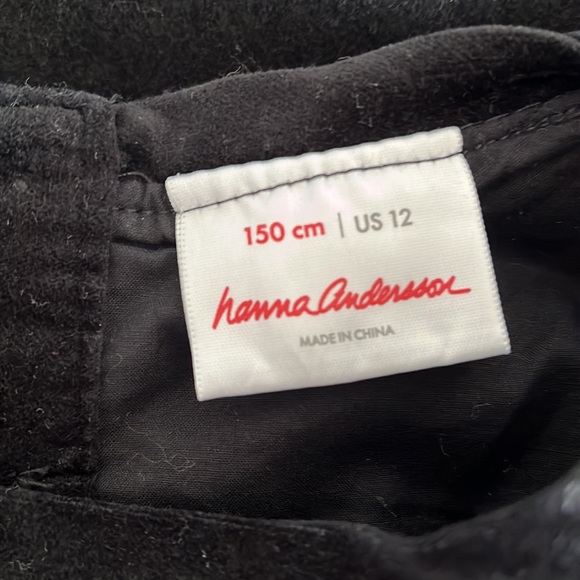 150 cm | US 12
hanna andersson
MADE IN CHINA